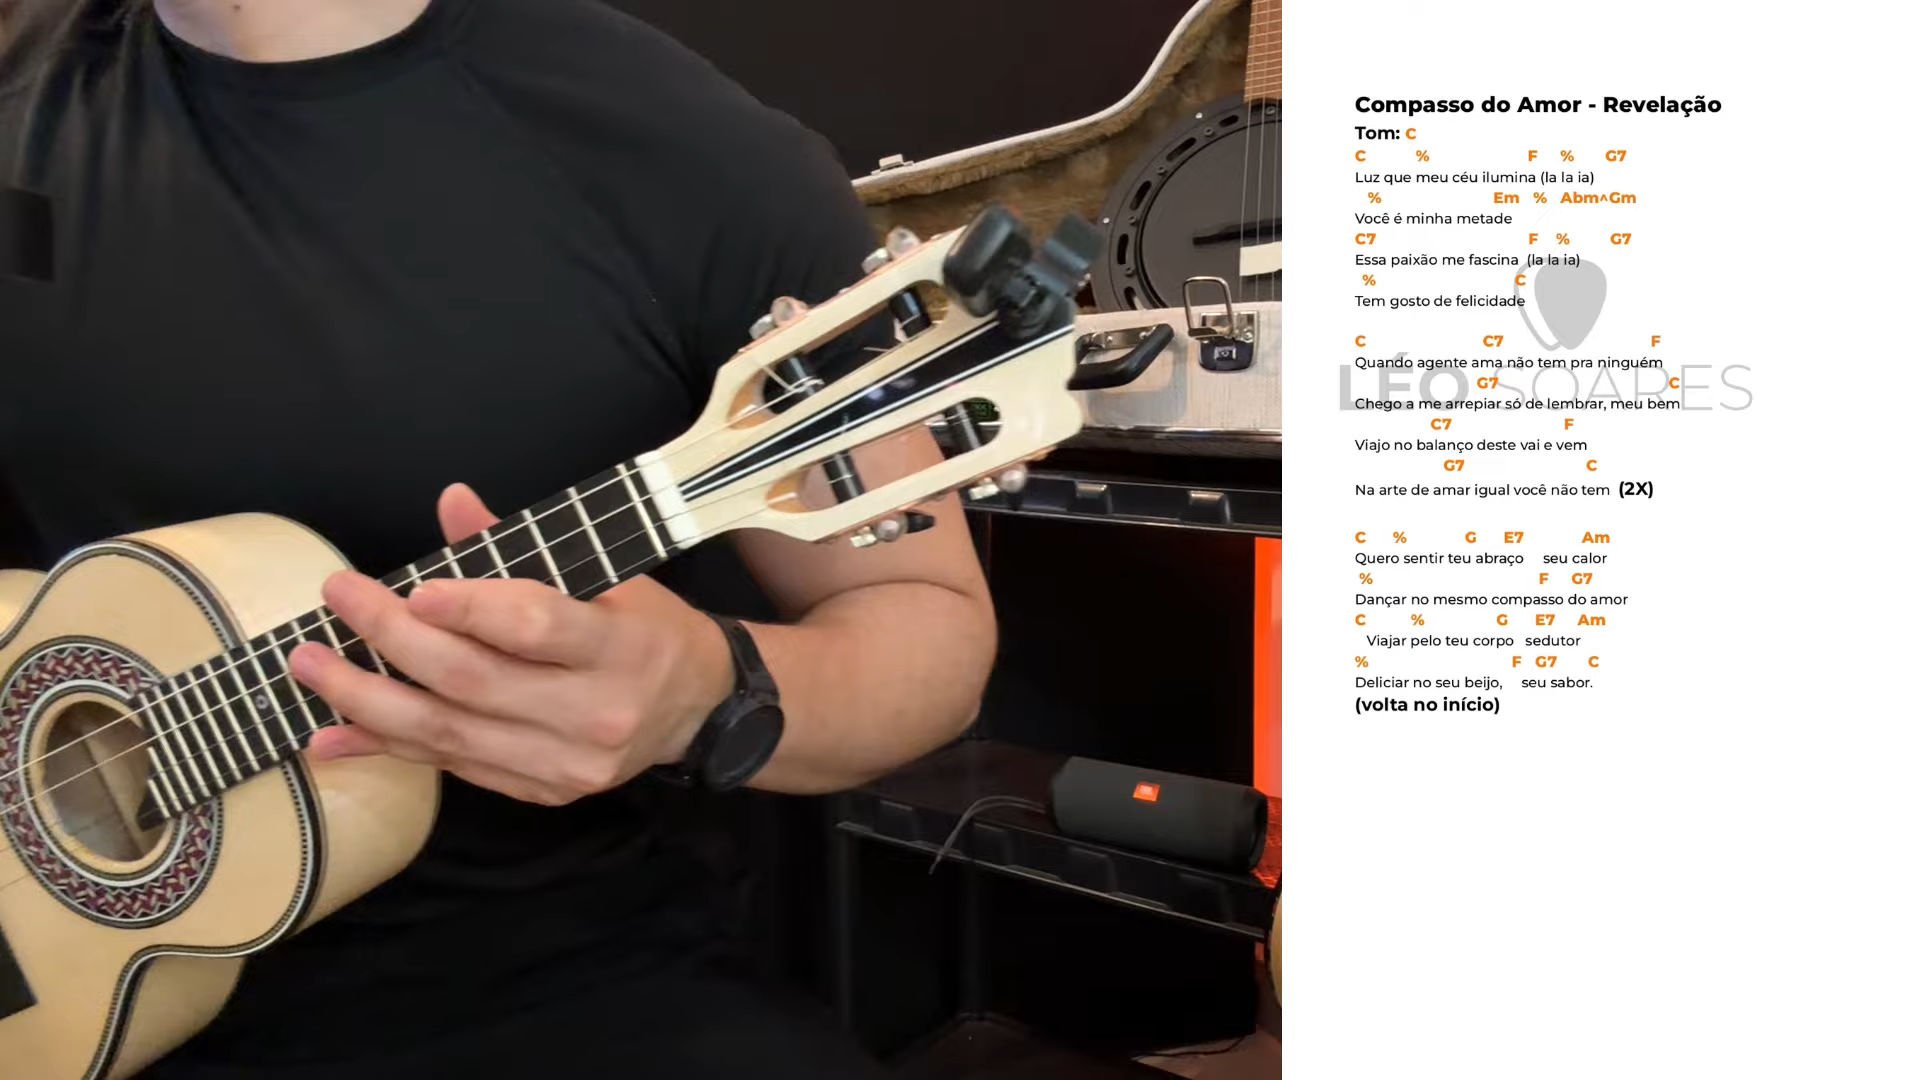 Compasso do Amor - Revelação
Tom: C
C % F % G7
Luz que meu céu ilumina (la la ia)
% Em % Abm^Gm
Você é minha metade
C7 F % G7
Essa paixão me fascina (la la ia)
% C
Tem gosto de felicidade
C C7 F
Quando agente ama não tem pra ninguém
G7 C
Chego a me arrepiar só de lembrar, meu bem
LÉO SOARES
C7 F
Viajo no balanço deste vai e vem
G7 C
Na arte de amar igual você não tem (2X)
C % G E7 Am
Quero sentir teu abraço seu calor
% F G7
Dançar no mesmo compasso do amor
C % G E7 Am
Viajar pelo teu corpo sedutor
% F G7 C
Deliciar no seu beijo, seu sabor.
(volta no início)